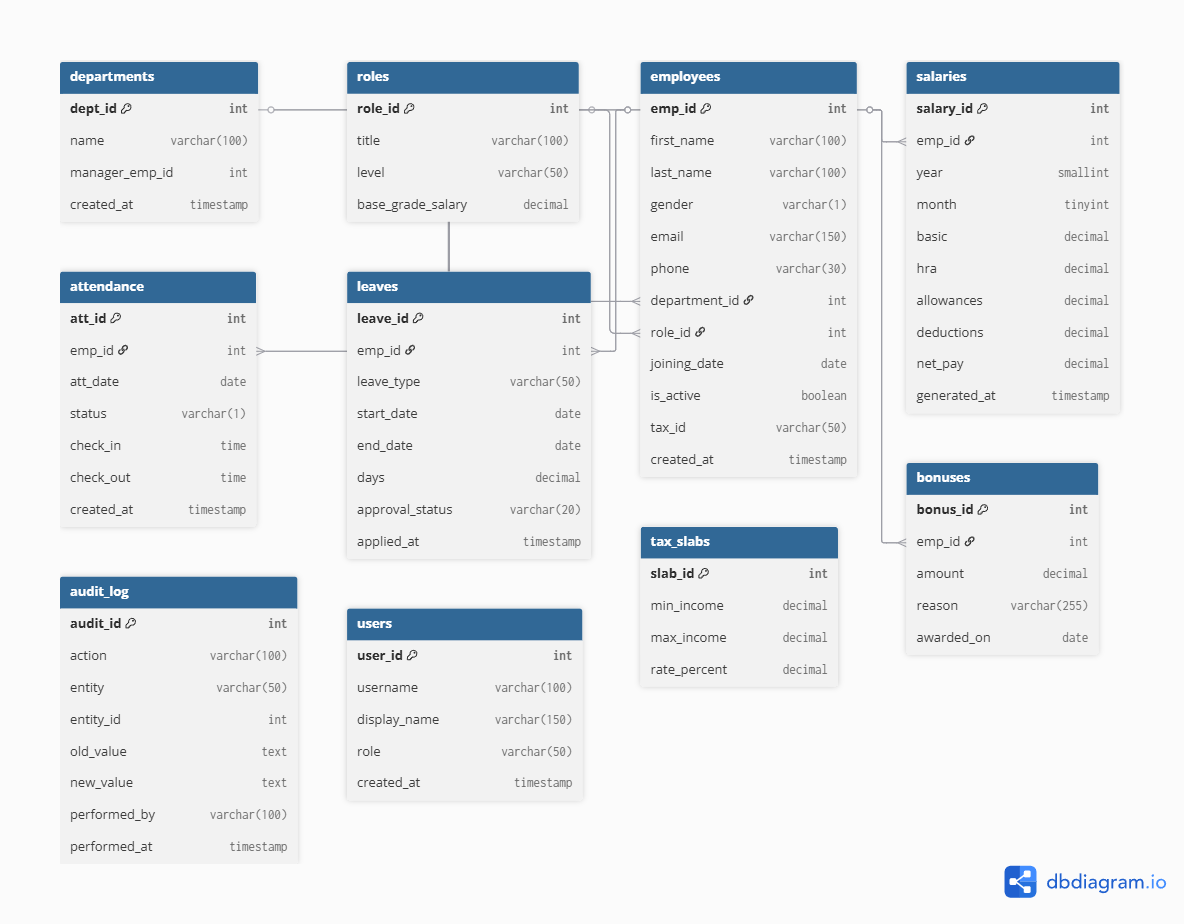 departments
dept_id int
name varchar(100)
manager_emp_id int
created_at timestamp
roles
role_id int
title varchar(100)
level varchar(50)
base_grade_salary decimal
employees
emp_id int
first_name varchar(100)
last_name varchar(100)
gender varchar(1)
email varchar(150)
phone varchar(30)
department_id int
role_id int
joining_date date
is_active boolean
tax_id varchar(50)
created_at timestamp
salaries
salary_id int
emp_id int
year smallint
month tinyint
basic decimal
hra decimal
allowances decimal
deductions decimal
net_pay decimal
generated_at timestamp
attendance
att_id int
emp_id int
att_date date
status varchar(1)
check_in time
check_out time
created_at timestamp
leaves
leave_id int
emp_id int
leave_type varchar(50)
start_date date
end_date date
days decimal
approval_status varchar(20)
applied_at timestamp
bonuses
bonus_id int
emp_id int
amount decimal
reason varchar(255)
awarded_on date
tax_slabs
slab_id int
min_income decimal
max_income decimal
rate_percent decimal
audit_log
audit_id int
action varchar(100)
entity varchar(50)
entity_id int
old_value text
new_value text
performed_by varchar(100)
performed_at timestamp
users
user_id int
username varchar(100)
display_name varchar(150)
role varchar(50)
created_at timestamp
dbdiagram.io